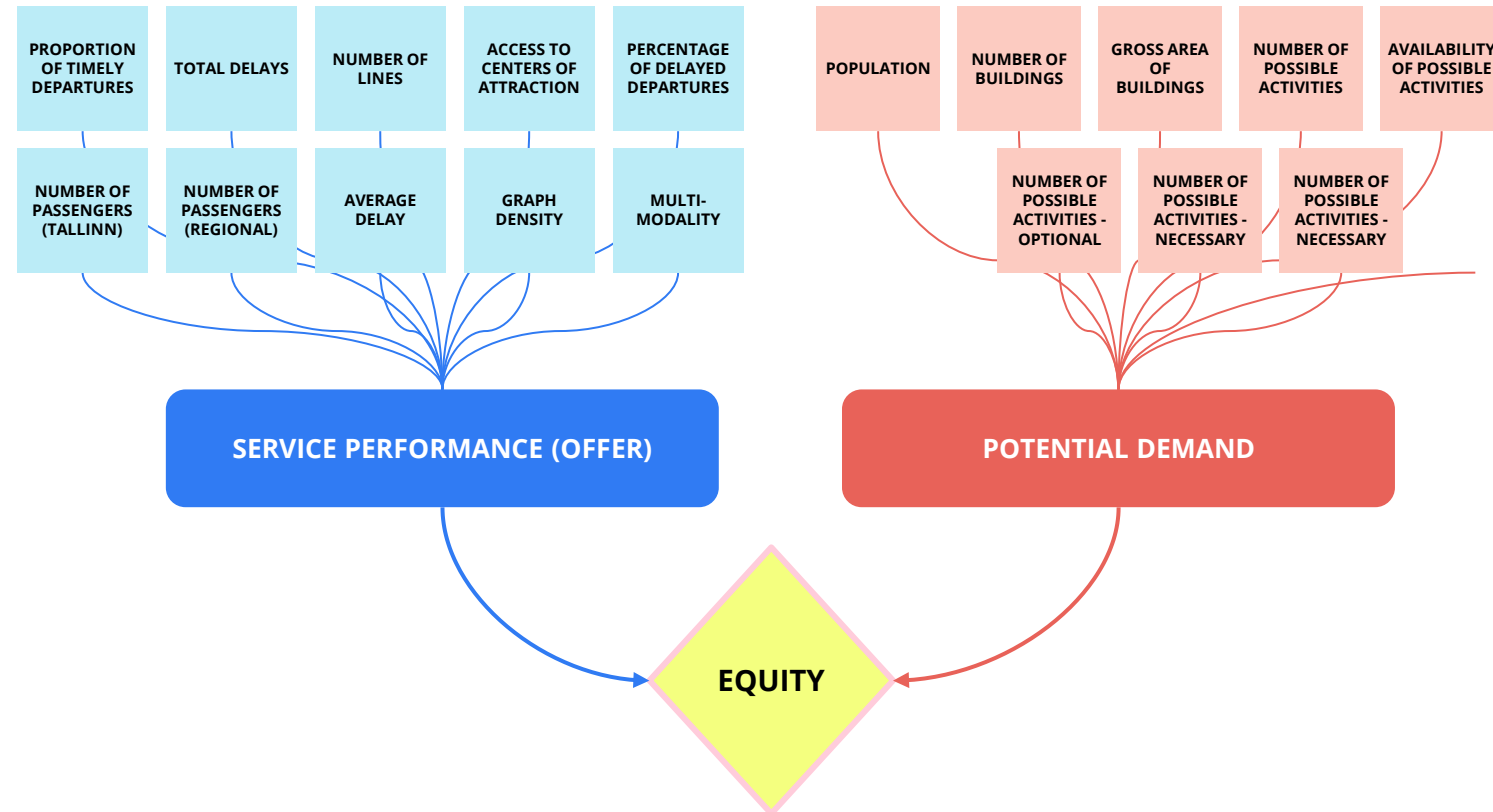 PROPORTION
OF TIMELY
DEPARTURES
TOTAL DELAYS
NUMBER OF
LINES
ACCESS TO
CENTERS OF
ATTRACTION
PERCENTAGE
OF DELAYED
DEPARTURES
POPULATION
NUMBER OF
BUILDINGS
GROSS AREA
OF
BUILDINGS
NUMBER OF
POSSIBLE
ACTIVITIES
AVAILABILITY
OF POSSIBLE
ACTIVITIES
NUMBER OF
PASSENGERS
(TALLINN)
NUMBER OF
PASSENGERS
(REGIONAL)
AVERAGE
DELAY
GRAPH
DENSITY
MULTI-
MODALITY
NUMBER OF
POSSIBLE
ACTIVITIES -
OPTIONAL
NUMBER OF
POSSIBLE
ACTIVITIES -
NECESSARY
NUMBER OF
POSSIBLE
ACTIVITIES -
NECESSARY
SERVICE PERFORMANCE (OFFER)
POTENTIAL DEMAND
EQUITY